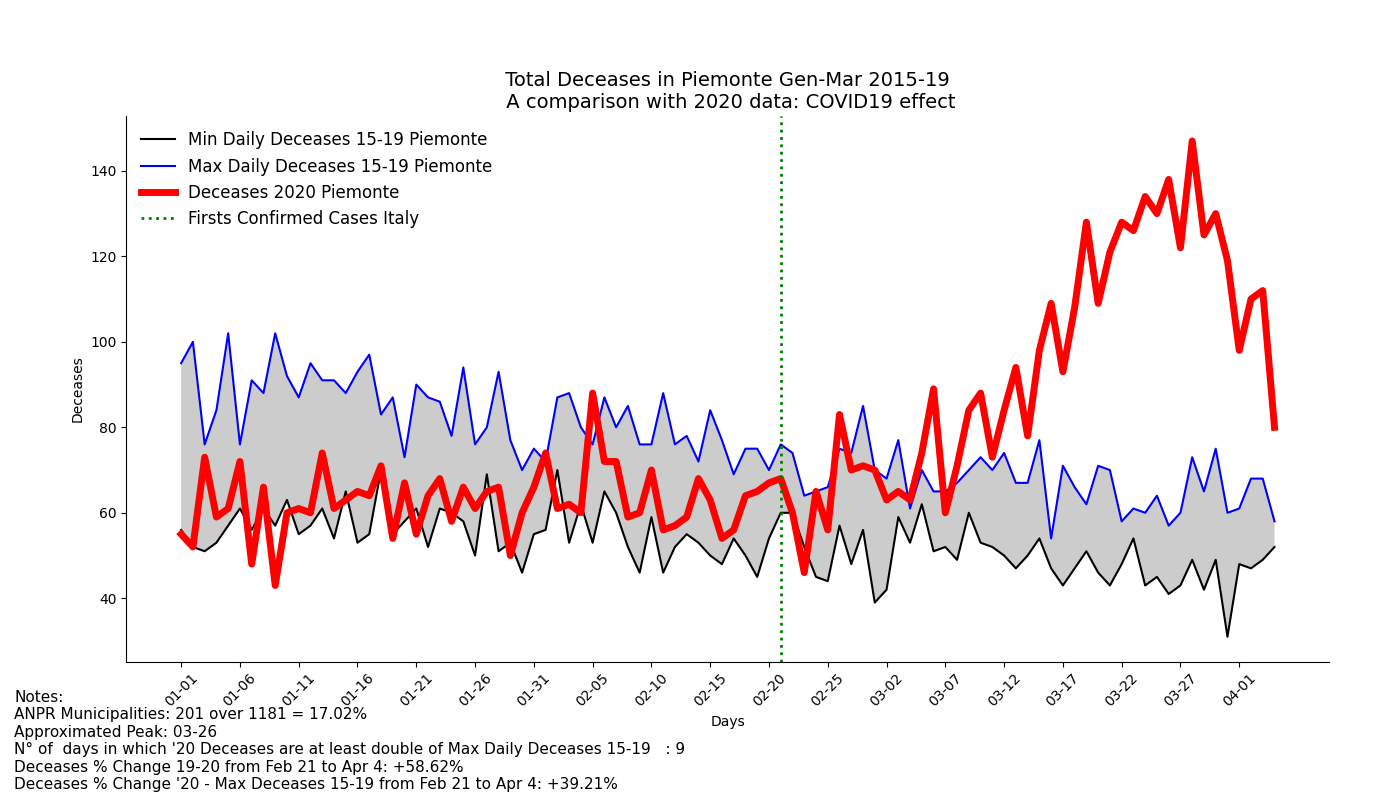 Total Deceases in Piemonte Gen-Mar 2015-19
A comparison with 2020 data: COVID19 effect
Min Daily Deceases 15-19 Piemonte
Max Daily Deceases 15-19 Piemonte
Deceases 2020 Piemonte
Firsts Confirmed Cases Italy
140
120
100
80
60
40
Deceases
01-01
01-06
01-11
01-16
01-21
01-26
01-31
02-05
02-10
02-15
02-20
02-25
03-02
03-07
03-12
03-17
03-22
03-27
04-01
Days
Notes:
ANPR Municipalities: 201 over 1181 = 17.02%
Approximated Peak: 03-26
N° of  days in which '20 Deceases are at least double of Max Daily Deceases 15-19   : 9
Deceases % Change 19-20 from Feb 21 to Apr 4: +58.62%
Deceases % Change '20 - Max Deceases 15-19 from Feb 21 to Apr 4: +39.21%